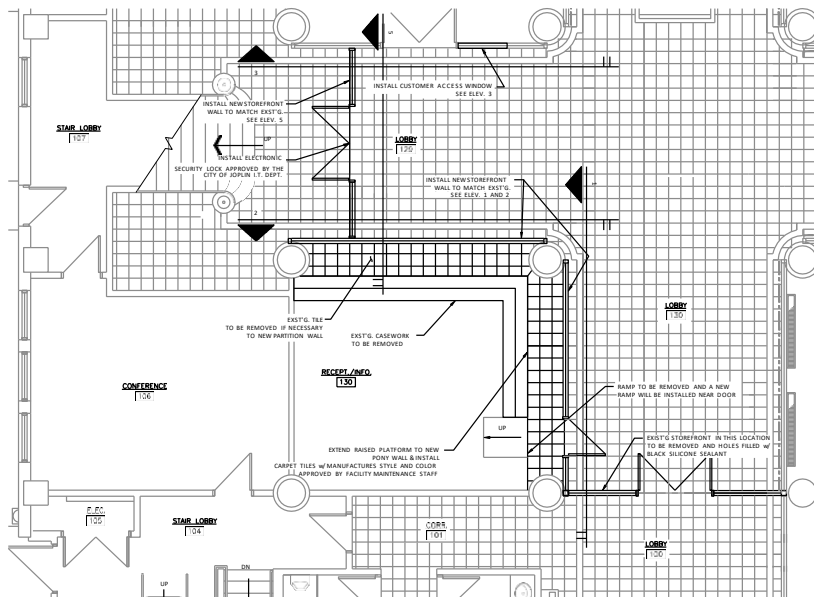 5
3
INSTALL CUSTOMER ACCESS WINDOW
SEE ELEV. 3
INSTALL NEW STOREFRONT
WALL TO MATCH EXST'G.
SEE ELEV. 5
STAIR LOBBY
107
UP
LOBBY
120
INSTALL ELECTRONIC
SECURITY LOCK APPROVED BY THE
CITY OF JOPLIN I.T. DEPT.
INSTALL NEW STOREFRONT
WALL TO MATCH EXST'G.
SEE ELEV. 1 AND 2
1
2
LOBBY
130
EXST'G. TILE
TO BE REMOVED IF NECESSARY
TO NEW PARTITION WALL
EXST'G. CASEWORK
TO BE REMOVED
RECEPT./INFO.
130
CONFERENCE
106
RAMP TO BE REMOVED AND A NEW
RAMP WILL BE INSTALLED NEAR DOOR
UP
EXIST'G STOREFRONT IN THIS LOCATION
TO BE REMOVED AND HOLES FILLED w/
BLACK SILICONE SEALANT
EXTEND RAISED PLATFORM TO NEW
PONY WALL & INSTALL
CARPET TILES w/ MANUFACTURES STYLE AND COLOR
APPROVED BY FACILITY MAINTENANCE STAFF
ELEC.
105
STAIR LOBBY
104
CORR.
101
LOBBY
100
UP
DN